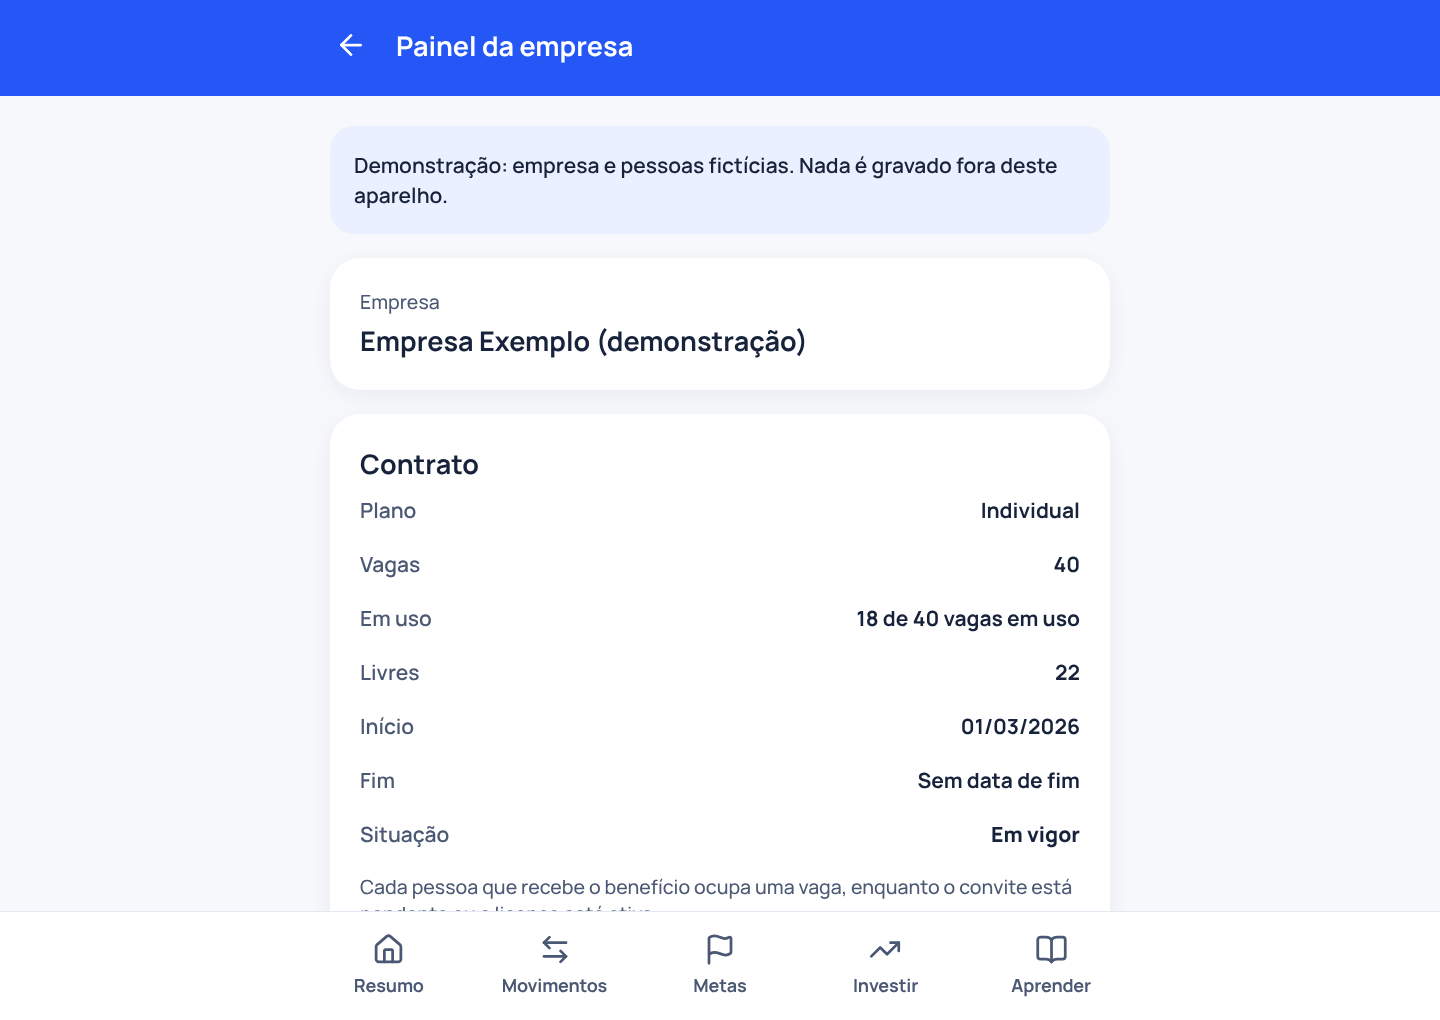 Painel da empresa
Demonstração: empresa e pessoas fictícias. Nada é gravado fora deste
aparelho.
Empresa
Empresa Exemplo (demonstração)
Contrato
Plano Individual
Vagas 40
Em uso 18 de 40 vagas em uso
Livres 22
Início 01/03/2026
Fim Sem data de fim
Situação Em vigor
Cada pessoa que recebe o benefício ocupa uma vaga, enquanto o convite está
Resumo Movimentos Metas Investir Aprender